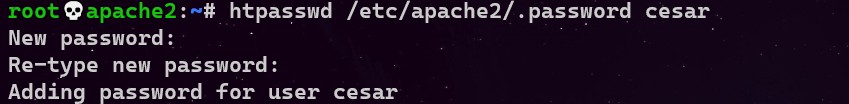 root💀apache2:~# htpasswd /etc/apache2/.password cesar
New password:
Re-type new password:
Adding password for user cesar